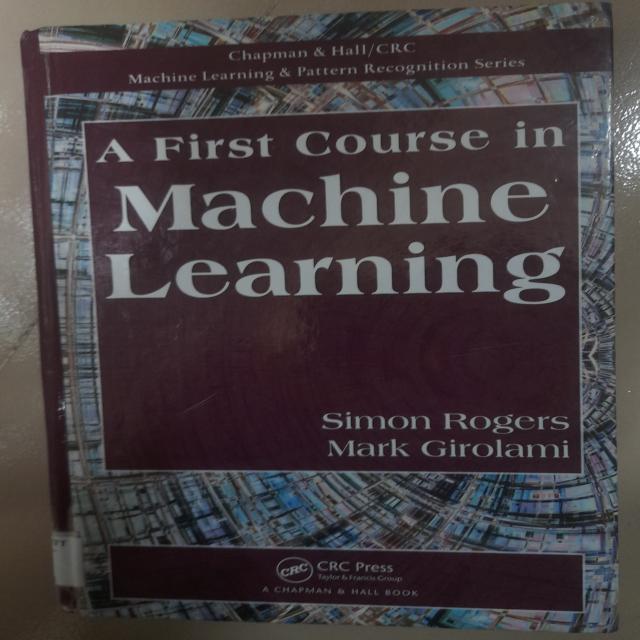 Chapman & Hall/CRC
Machine Learning & Pattern Recognition Series
A First Course in
Machine
Learning
Simon Rogers
Mark Girolami
CRC CRC Press
Taylor & Francis Group
A CHAPMAN & HALL BOOK